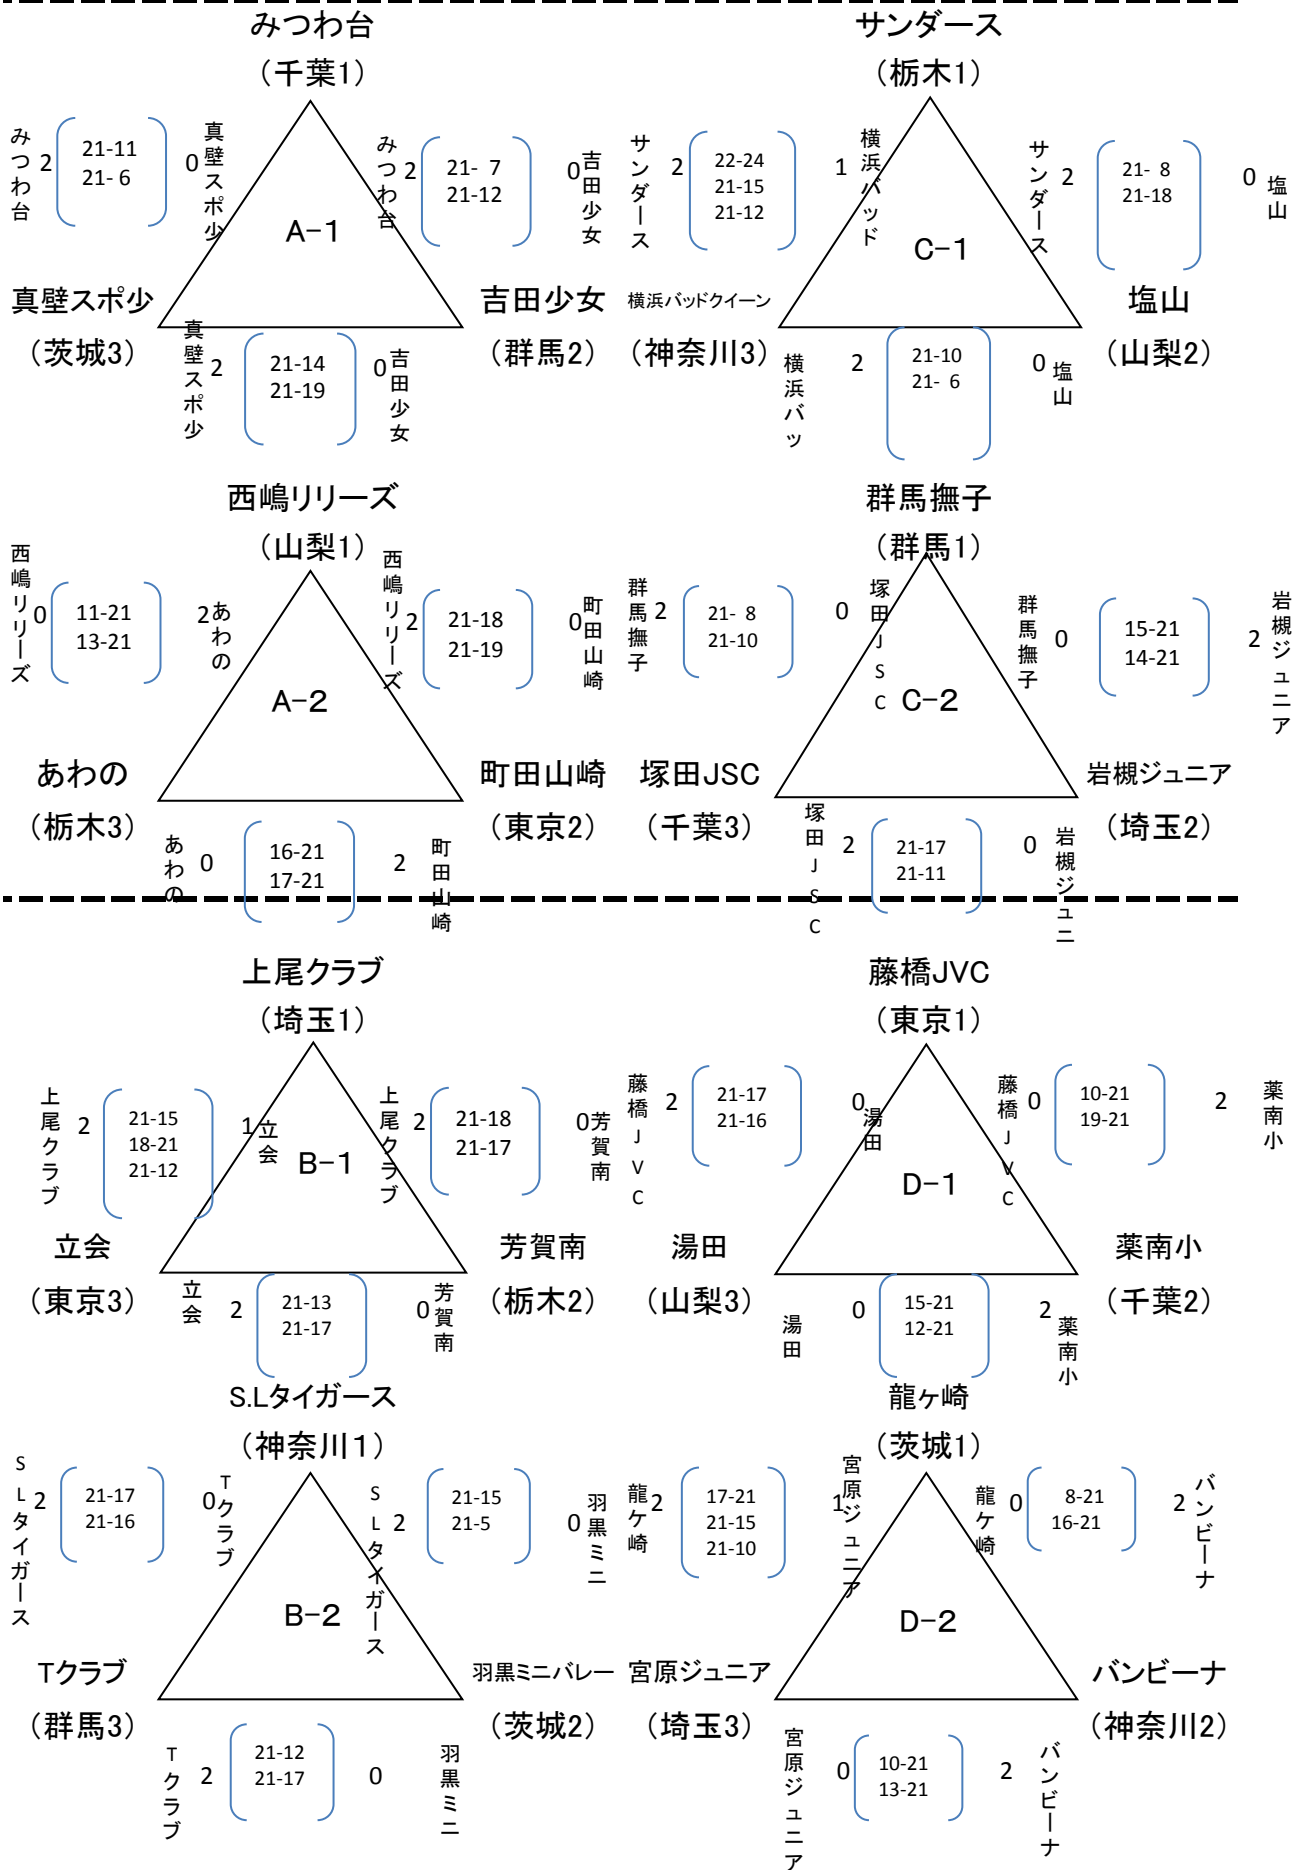 みつわ台
(千葉1)
みつわ台
2
21-11
21- 6
0
真壁スポ少
みつわ台
2
21- 7
21-12
0
吉田少女
A-1
真壁スポ少
(茨城3)
吉田少女
(群馬2)
真壁スポ少
2
21-14
21-19
0
吉田少女
サンダース
(栃木1)
サンダース
2
22-24
21-15
21-12
1
横浜バッド
サンダース
2
21- 8
21-18
0
塩山
C-1
横浜バッドクイーン
(神奈川3)
塩山
(山梨2)
横浜バッ
2
21-10
21- 6
0
塩山
西嶋リリーズ
(山梨1)
西嶋リリーズ
0
11-21
13-21
2
あわの
西嶋リリーズ
2
21-18
21-19
0
町田山崎
A-2
あわの
(栃木3)
町田山崎
(東京2)
あわの
0
16-21
17-21
2
町田山崎
群馬撫子
(群馬1)
群馬撫子
2
21- 8
21-10
0
塚田JSC
群馬撫子
0
15-21
14-21
2
岩槻ジュニア
C-2
塚田JSC
(千葉3)
岩槻ジュニア
(埼玉2)
塚田JSC
2
21-17
21-11
0
岩槻ジュニ
上尾クラブ
(埼玉1)
上尾クラブ
2
21-15
18-21
21-12
1
立会
上尾クラブ
2
21-18
21-17
0
芳賀南
B-1
立会
(東京3)
芳賀南
(栃木2)
立会
2
21-13
21-17
0
芳賀南
藤橋JVC
(東京1)
藤橋JVC
2
21-17
21-16
0
湯田
藤橋JVC
0
10-21
19-21
2
薬南小
D-1
湯田
(山梨3)
薬南小
(千葉2)
湯田
0
15-21
12-21
2
薬南小
S.Lタイガース
(神奈川1)
SLタイガース
2
21-17
21-16
0
Tクラブ
SLタイガース
2
21-15
21-5
0
羽黒ミニ
B-2
Tクラブ
(群馬3)
羽黒ミニバレー
(茨城2)
Tクラブ
2
21-12
21-17
0
羽黒ミニ
龍ヶ崎
(茨城1)
龍ケ崎
2
17-21
21-15
21-10
1
宮原ジュニア
龍ケ崎
0
8-21
16-21
2
バンビーナ
D-2
宮原ジュニア
(埼玉3)
バンビーナ
(神奈川2)
宮原ジュニア
0
10-21
13-21
2
バンビーナ